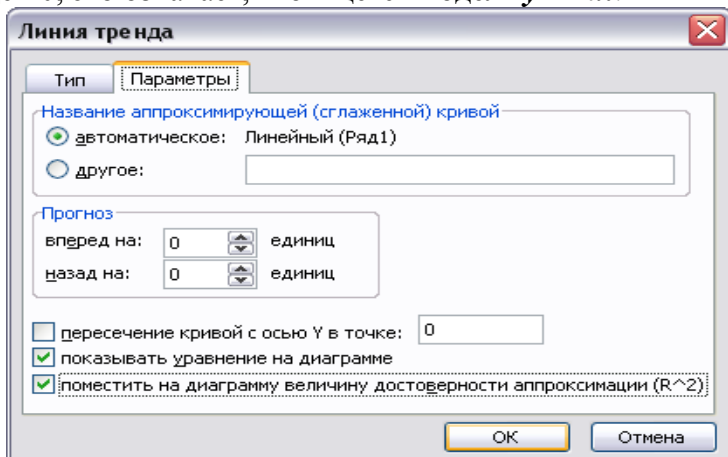 Линия тренда
Тип Параметры
Название аппроксимирующей (сглаженной) кривой
автоматическое: Линейный (Ряд1)
другое:
Прогноз
вперед на: 0 единиц
назад на: 0 единиц
пересечение кривой с осью Y в точке: 0
показывать уравнение на диаграмме
поместить на диаграмму величину достоверности аппроксимации (R^2)
ОК Отмена